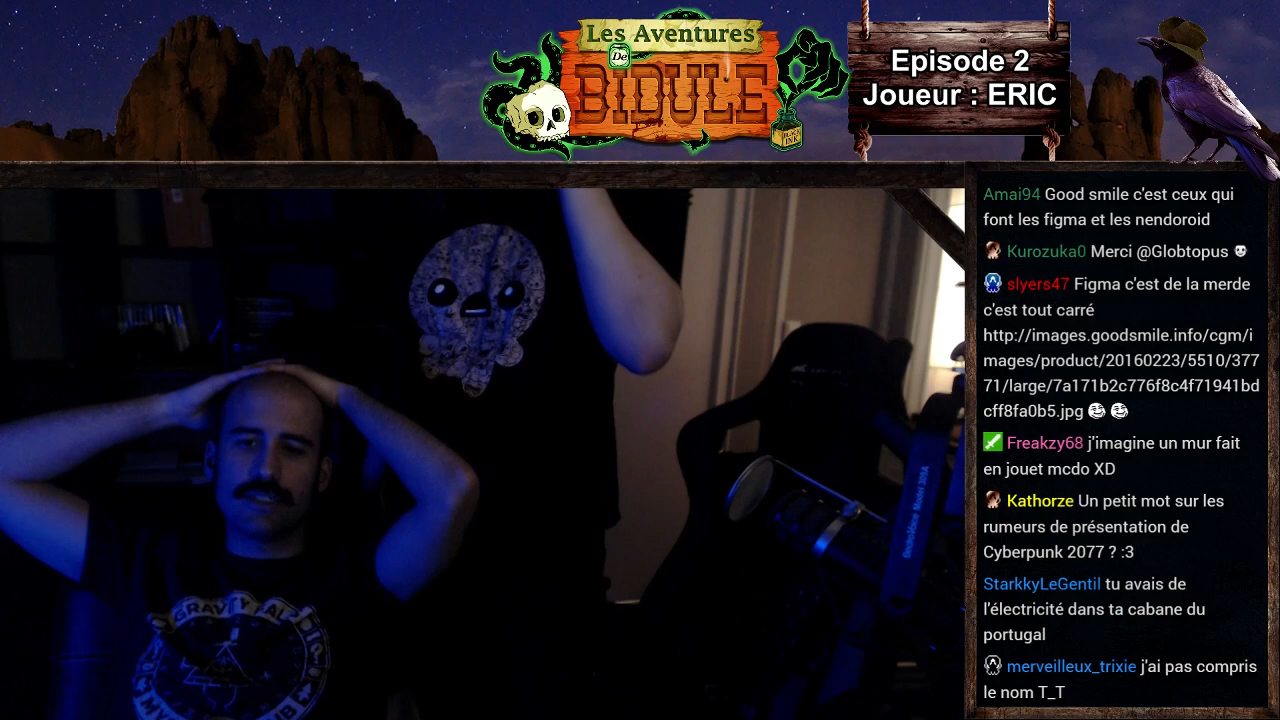 Les Aventures
De
BIDULE
BLACK
INK
Episode 2
Joueur : ERIC
Amai94 Good smile c'est ceux qui
font les figma et les nendoroid
Kurozuka0 Merci @Globtopus
slyers47 Figma c'est de la merde
c'est tout carré
http://images.goodsmile.info/cgm/i
mages/product/20160223/5510/377
71/large/7a171b2c776f8c4f71941bd
cff8fa0b5.jpg
Freakzy68 j'imagine un mur fait
en jouet mcdo XD
Kathorze Un petit mot sur les
rumeurs de présentation de
Cyberpunk 2077 ? :3
StarkkyLeGentil tu avais de
l'électricité dans ta cabane du
portugal
merveilleux_trixie j'ai pas compris
le nom T_T
GRAVITY